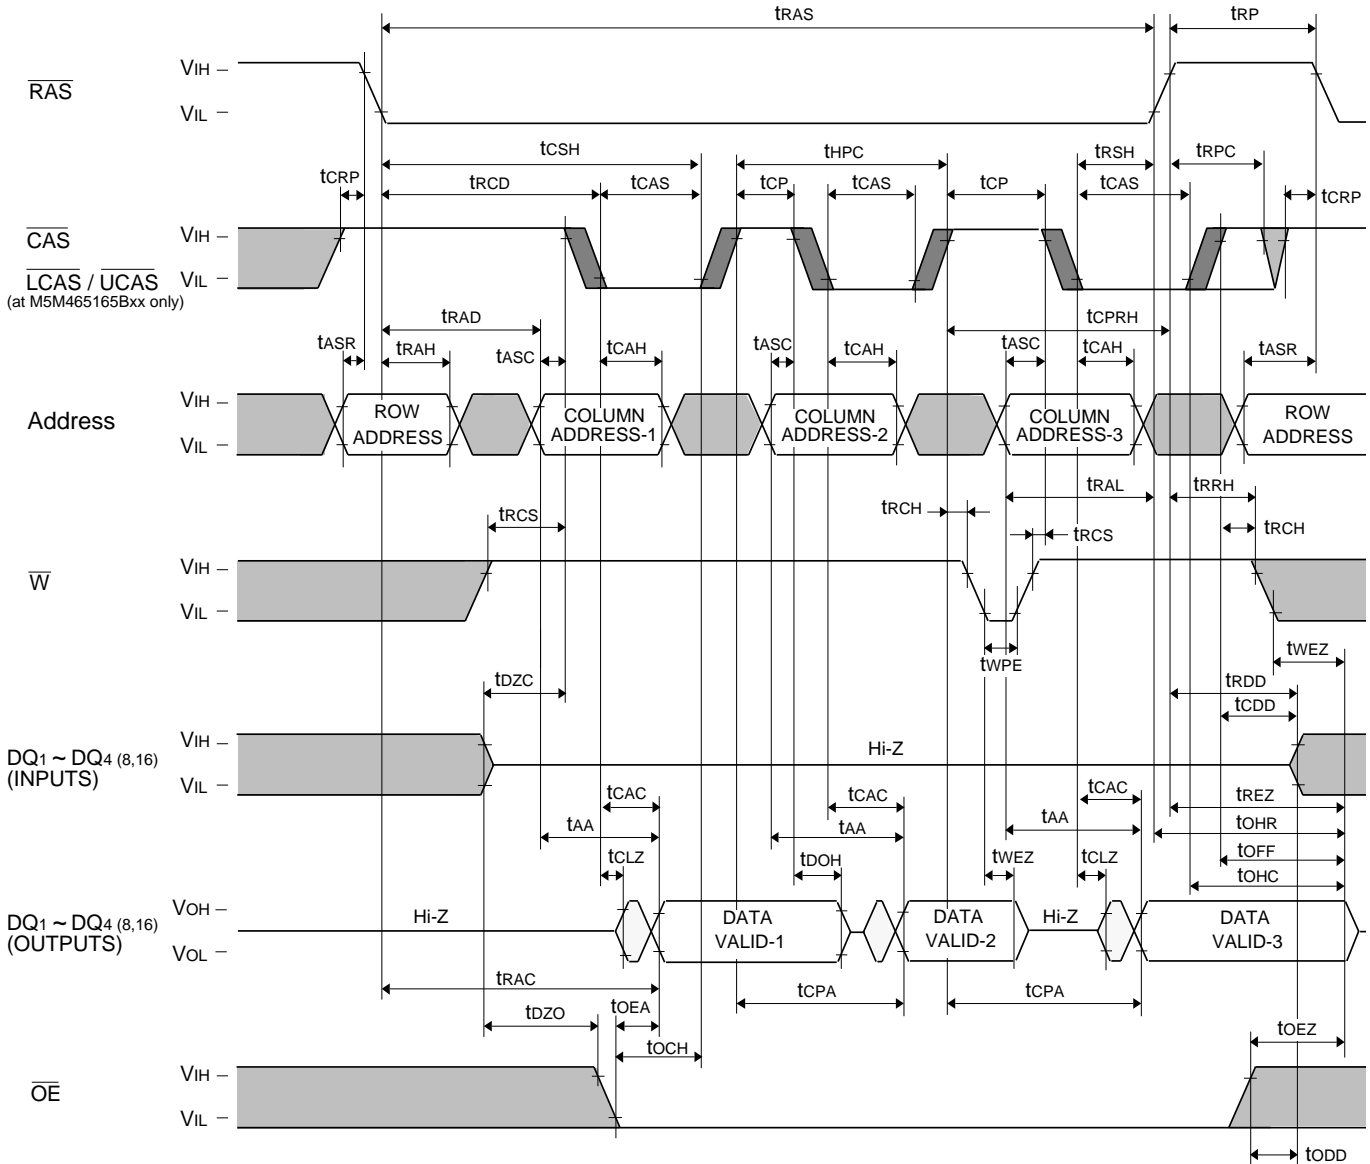 tRAS tRP
RAS VIH
VIL
tCSH tHPC tRSH tRPC
tCRP tRCD tCAS tCP tCAS tCP tCAS tCRP
CAS VIH
LCAS / UCAS VIL
(at M5M465165Bxx only)
tRAD tCPRH
tASR tRAH tASC tCAH tASC tCAH tASC tCAH tASR
Address VIH
VIL
ROW ADDRESS
COLUMN ADDRESS-1
COLUMN ADDRESS-2
COLUMN ADDRESS-3
ROW ADDRESS
tRAL tRRH
tRCS tRCH tRCS tRCH
W VIH
VIL
tWPE tWEZ
tDZC tRDD
tCDD
DQ1 ~ DQ4 (8,16) (INPUTS) VIH
VIL
Hi-Z
tCAC tCAC tCAC tREZ
tAA tAA tAA tOHR
tCLZ tDOH tWEZ tCLZ tOFF
tOHC
DQ1 ~ DQ4 (8,16) (OUTPUTS) VOH
VOL
Hi-Z
DATA VALID-1
DATA VALID-2
Hi-Z
DATA VALID-3
tRAC tCPA tCPA
tDZO tOEA tOEZ
tOCH
OE VIH
VIL
tODD